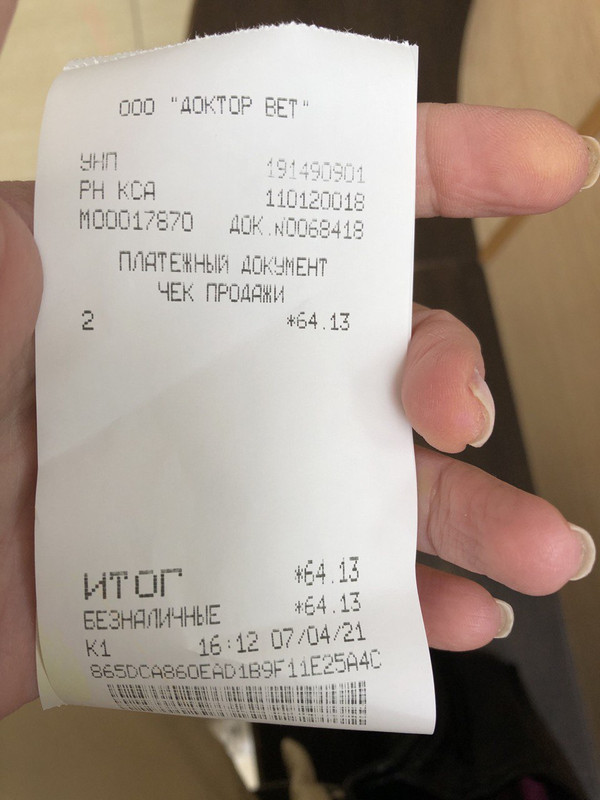 ООО "ДОКТОР ВЕТ"
УНП 191490901
РН КСА 110120018
М00017870 ДОК.N0068418
ПЛАТЕЖНЫЙ ДОКУМЕНТ
ЧЕК ПРОДАЖИ
2 *64.13
ИТОГ *64.13
БЕЗНАЛИЧНЫЕ *64.13
К1 16:12 07/04/21
865DCA860EAD1B9F11E25A4C